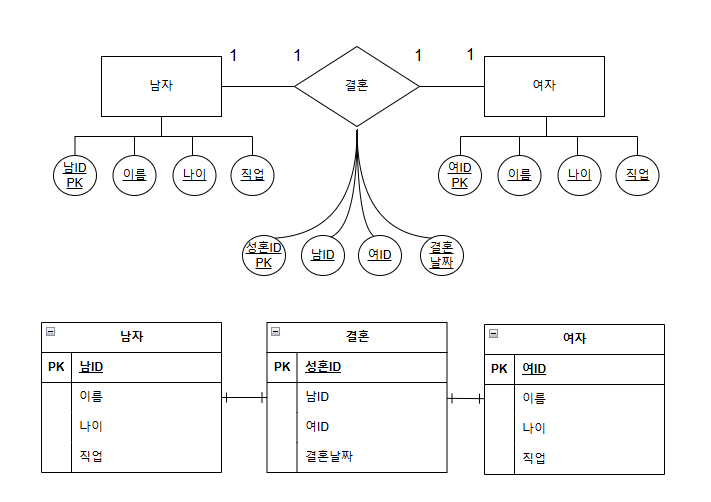 1 1 1 1
남자 결혼 여자
남ID
PK
이름
나이
직업
여ID
PK
이름
나이
직업
성혼ID
PK
남ID
여ID
결혼
날짜
남자
PK 남ID
이름
나이
직업
결혼
PK 성혼ID
남ID
여ID
결혼날짜
여자
PK 여ID
이름
나이
직업